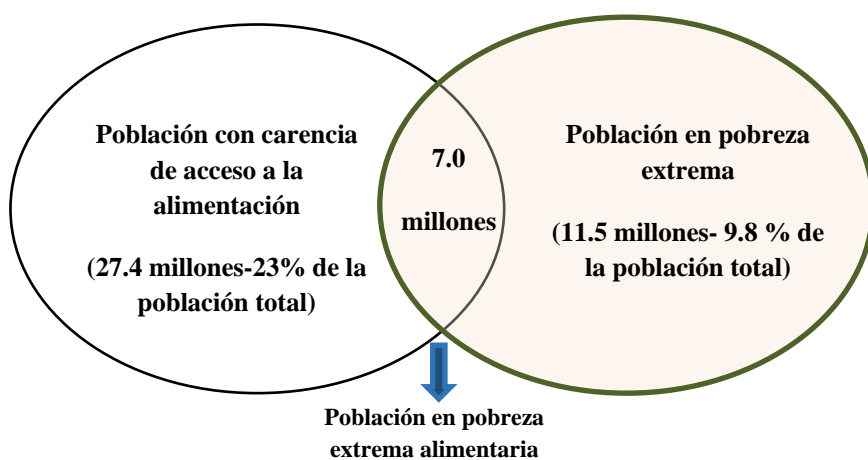 Población con carencia
de acceso a la
alimentación
(27.4 millones-23% de la
población total)
7.0
millones
Población en pobreza
extrema
(11.5 millones- 9.8 % de
la población total)
Población en pobreza
extrema alimentaria